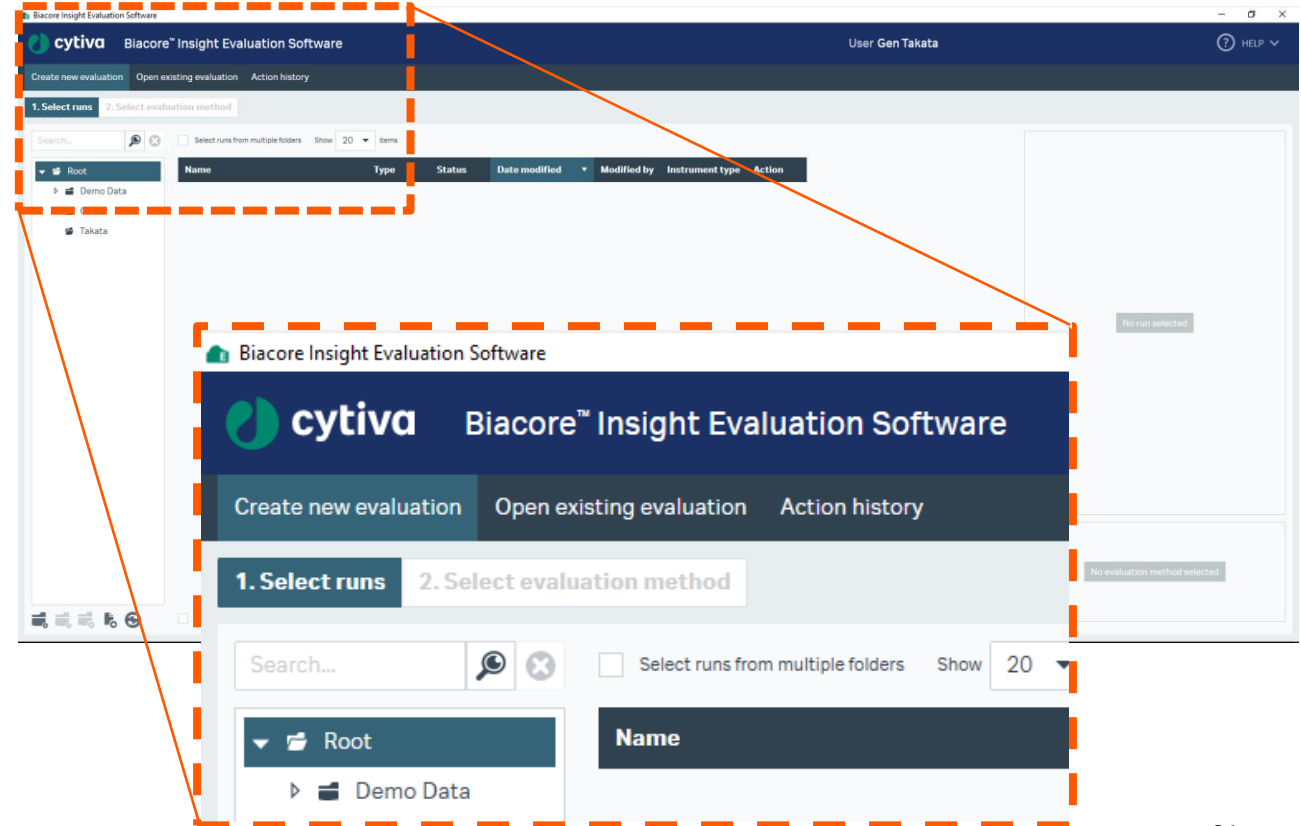 Biacore Insight Evaluation Software
cytiva Biacore™ Insight Evaluation Software User Gen Takata ? HELP
Create new evaluation Open existing evaluation Action history
1. Select runs 2. Select evaluation method
Search... Select runs from multiple folders Show 20 items
Root Name Type Status Date modified Modified by Instrument type Action
Demo Data
Takata
No run selected
Biacore Insight Evaluation Software
cytiva Biacore™ Insight Evaluation Software
Create new evaluation Open existing evaluation Action history
No evaluation method selected
1. Select runs 2. Select evaluation method
Search... Select runs from multiple folders Show 20
Root Name
Demo Data